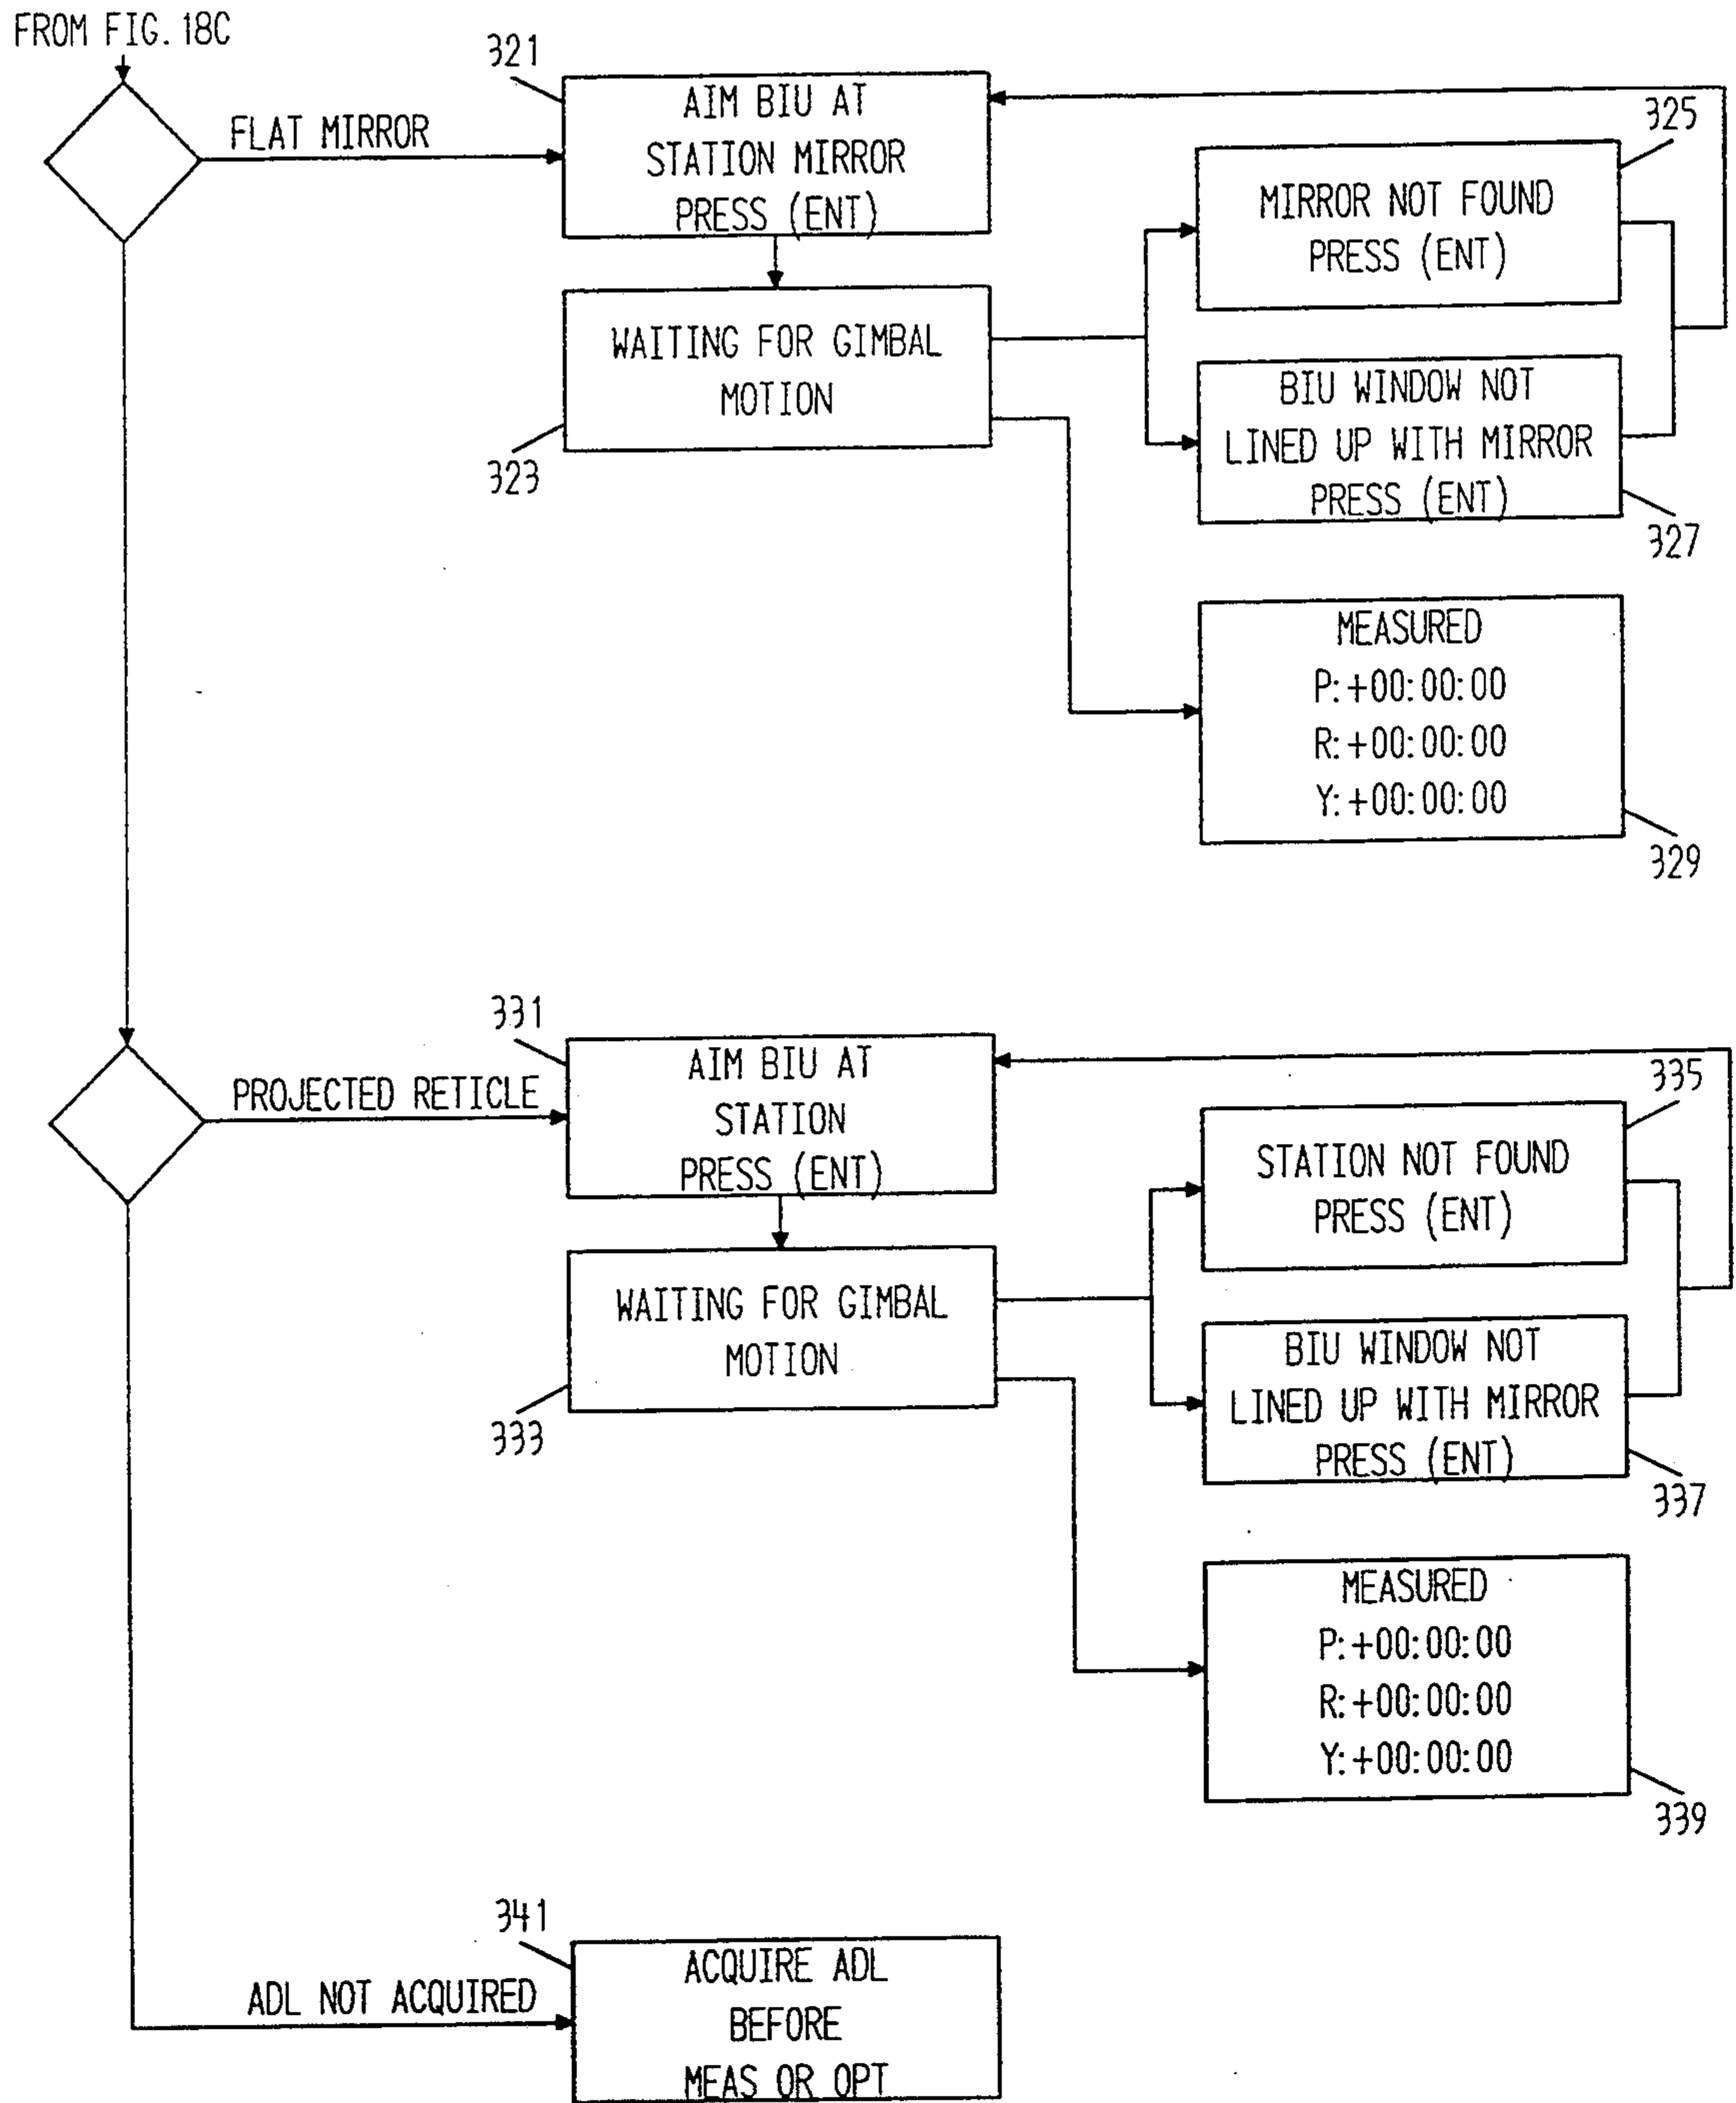 FROM FIG. 18C
321
AIM BIU AT
STATION MIRROR
PRESS (ENT)
FLAT MIRROR
325
MIRROR NOT FOUND
PRESS (ENT)
WAITING FOR GIMBAL
MOTION
323
BIU WINDOW NOT
LINED UP WITH MIRROR
PRESS (ENT)
327
MEASURED
P:+00:00:00
R:+00:00:00
Y:+00:00:00
329
331
AIM BIU AT
STATION
PRESS (ENT)
PROJECTED RETICLE
335
STATION NOT FOUND
PRESS (ENT)
WAITING FOR GIMBAL
MOTION
333
BIU WINDOW NOT
LINED UP WITH MIRROR
PRESS (ENT)
337
MEASURED
P:+00:00:00
R:+00:00:00
Y:+00:00:00
339
341
ADL NOT ACQUIRED
ACQUIRE ADL
BEFORE
MEAS OR OPT